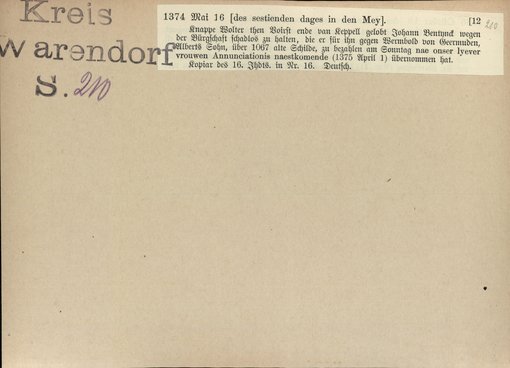 Kreis
Warendorf
S. 210
1374 Mai 16 [des sestienden dages in den Mey]. [12 210
Knappe Wolter then Voirst ende van Keppell gelobt Johann Bentynck wegen
der Bürgschaft schadlos zu halten, die er für ihn gegen Wermbold von Germuden,
Alberts Sohn, über 1067 alte Schilde, zu bezahlen am Sonntag nae onser lyever
vrouwen Annunciationis naestkomende (1375 April 1) übernommen hat.
Kopiar des 16. Jhdts. in Nr. 16. Deutsch.